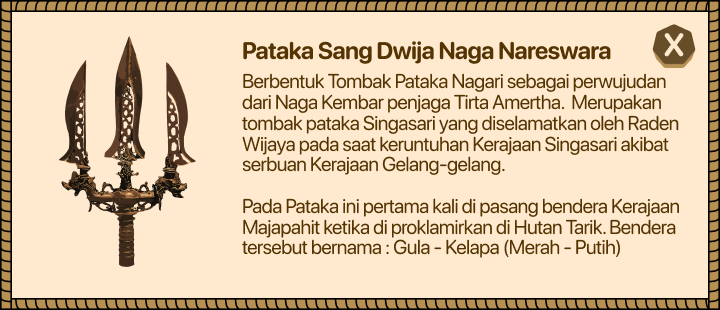 Pataka Sang Dwija Naga Nareswara
X
Berbentuk Tombak Pataka Nagari sebagai perwujudan
dari Naga Kembar penjaga Tirta Amertha. Merupakan
tombak pataka Singasari yang diselamatkan oleh Raden
Wijaya pada saat keruntuhan Kerajaan Singasari akibat
serbuan Kerajaan Gelang-gelang.
Pada Pataka ini pertama kali di pasang bendera Kerajaan
Majapahit ketika di proklamirkan di Hutan Tarik. Bendera
tersebut bernama : Gula - Kelapa (Merah - Putih)